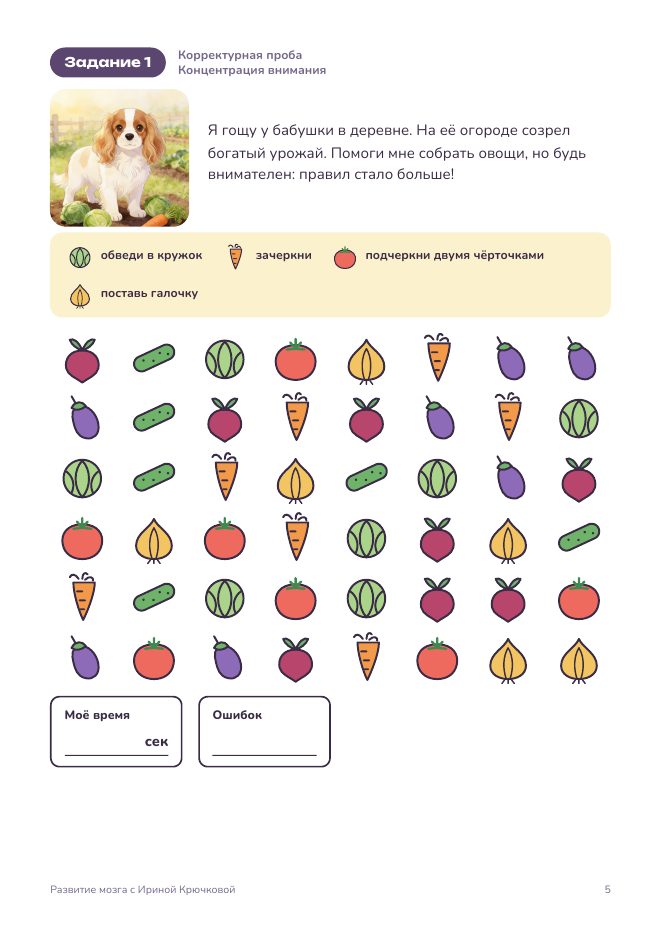 Задание 1
Корректурная проба
Концентрация внимания
Я гощу у бабушки в деревне. На её огороде созрел
богатый урожай. Помоги мне собрать овощи, но будь
внимателен: правил стало больше!
обведи в кружок
зачеркни
подчеркни двумя чёрточками
поставь галочку
Моё время
сек
Ошибок
Развитие мозга с Ириной Крючковой
5